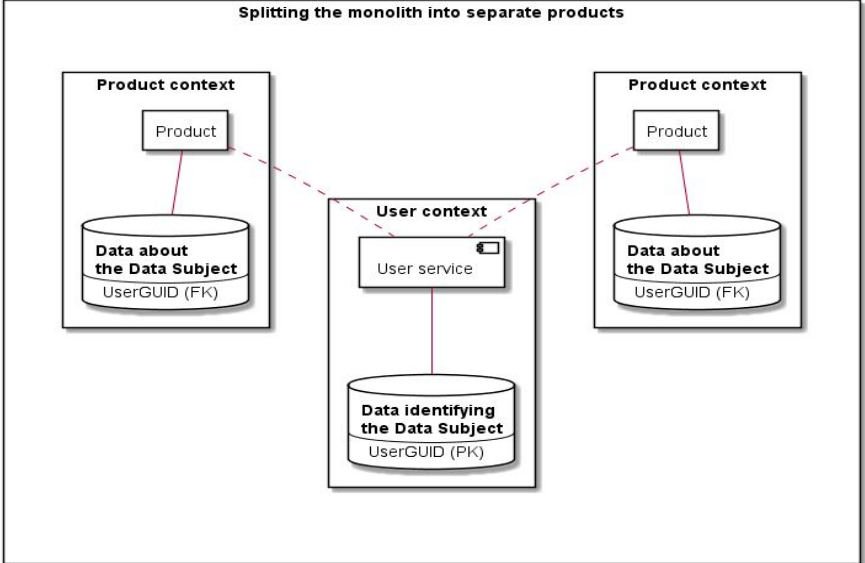 Splitting the monolith into separate products
Product context
Product
Data about
the Data Subject
UserGUID (FK)
User context
User service
Data identifying
the Data Subject
UserGUID (PK)
Product context
Product
Data about
the Data Subject
UserGUID (FK)